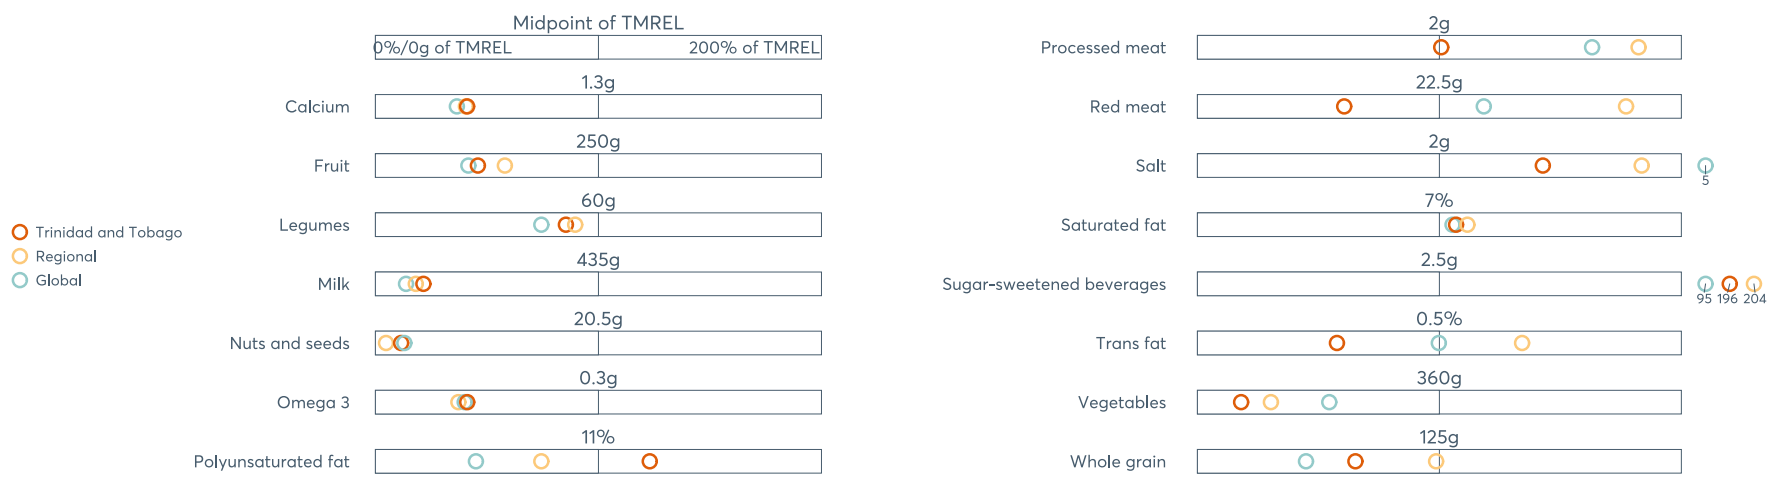 Midpoint of TMREL
0%/0g of TMREL 200% of TMREL
1.3g
Calcium
250g
Fruit
60g
Legumes
435g
Milk
20.5g
Nuts and seeds
0.3g
Omega 3
11%
Polyunsaturated fat
Trinidad and Tobago
Regional
Global
2g
Processed meat
22.5g
Red meat
2g
Salt
5
7%
Saturated fat
2.5g
Sugar-sweetened beverages
95 196 204
0.5%
Trans fat
360g
Vegetables
125g
Whole grain